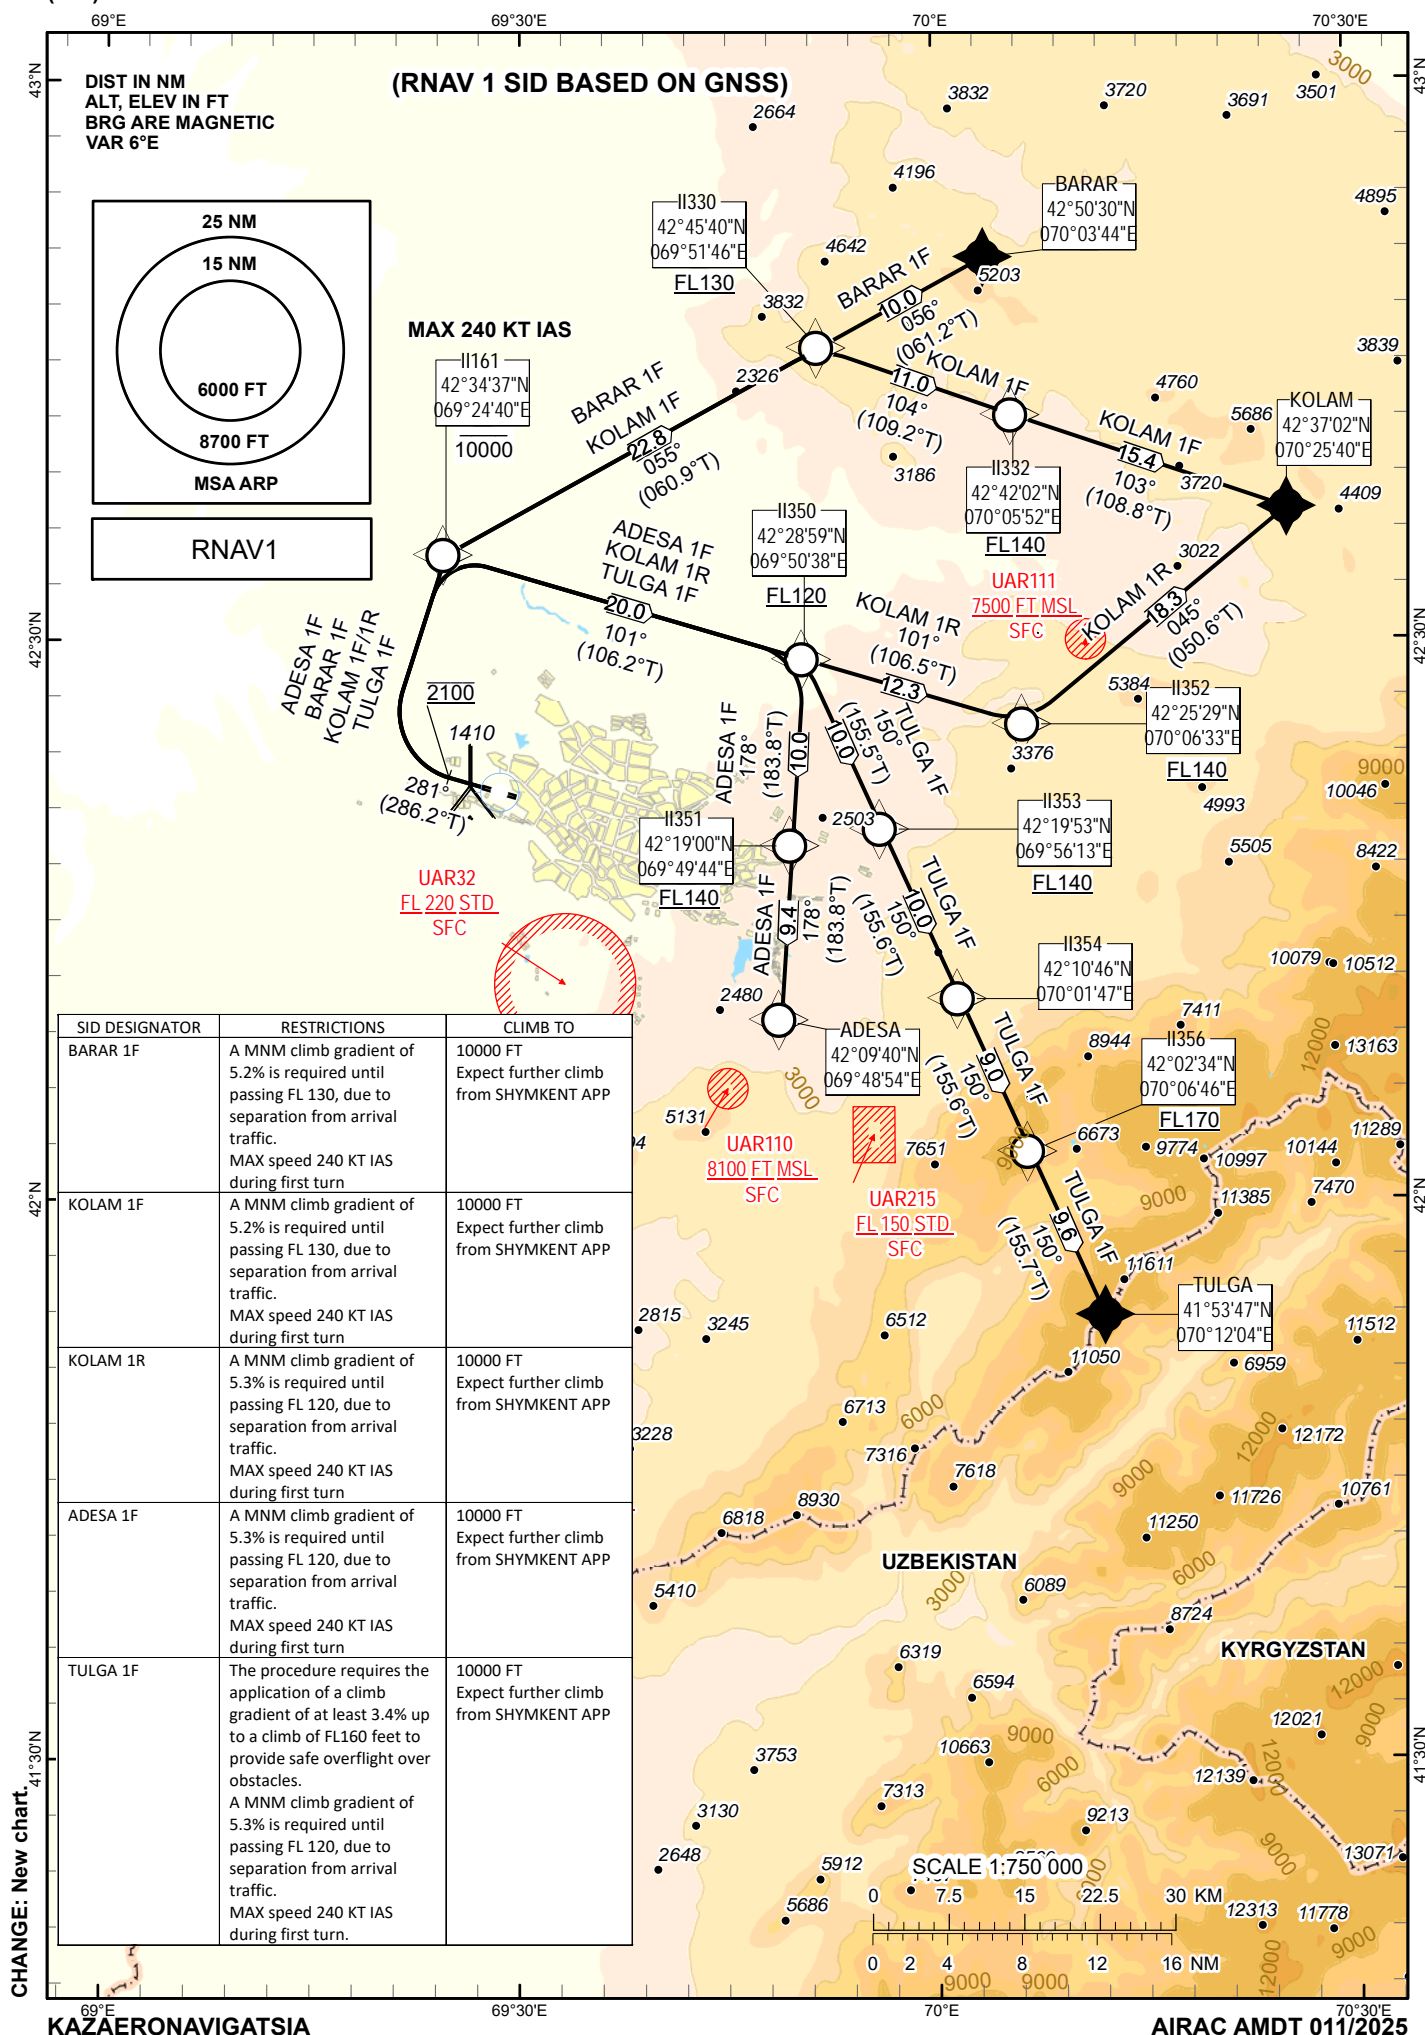 69°E
69°30'E
70°E
70°30'E
43°N
43°N
DIST IN NM
ALT, ELEV IN FT
BRG ARE MAGNETIC
VAR 6°E
(RNAV 1 SID BASED ON GNSS)
3000
2664
3832
3720
3691
3501
4196
4895
25 NM
15 NM
6000 FT
8700 FT
MSA ARP
RNAV1
II330
42°45'40"N
069°51'46"E
FL130
BARAR
42°50'30"N
070°03'44"E
4642
5203
3832
BARAR 1F
10.0
056°
(061.2°T)
MAX 240 KT IAS
II161
42°34'37"N
069°24'40"E
10000
2326
BARAR 1F
KOLAM 1F
22.8
055°
(060.9°T)
KOLAM 1F
11.0
104°
(109.2°T)
3839
4760
5686
KOLAM
42°37'02"N
070°25'40"E
KOLAM 1F
15.4
103°
(108.8°T)
3720
4409
3186
II332
42°42'02"N
070°05'52"E
FL140
II350
42°28'59"N
069°50'38"E
FL120
ADESA 1F
KOLAM 1R
TULGA 1F
20.0
101°
(106.2°T)
3022
UAR111
7500 FT MSL
SFC
KOLAM 1R
18.3
045°
(050.6°T)
KOLAM 1R
101°
(106.5°T)
12.3
42°30'N
42°30'N
ADESA 1F
BARAR 1F
KOLAM 1F/1R
TULGA 1F
2100
1410
281°
(286.2°T)
5384
II352
42°25'29"N
070°06'33"E
FL140
3376
ADESA 1F
178°
(183.8°T)
10.0
TULGA 1F
150°
(155.5°T)
10.0
9000
10046
4993
II351
42°19'00"N
069°49'44"E
FL140
2503
II353
42°19'53"N
069°56'13"E
FL140
5505
8422
UAR32
FL 220 STD
SFC
ADESA 1F
9.4
178°
(183.8°T)
TULGA 1F
10.0
150°
(155.6°T)
II354
42°10'46"N
070°01'47"E
10079
10512
2480
ADESA
42°09'40"N
069°48'54"E
3000
TULGA 1F
9.0
150°
(155.6°T)
7411
8944
12000
13163
II356
42°02'34"N
070°06'46"E
FL170
5131
UAR110
8100 FT MSL
SFC
UAR215
FL 150 STD
SFC
7651
9000
6673
9774
10997
10144
11289
7470
9000
11385
42°N
42°N
TULGA 1F
9.6
150°
(155.7°T)
11611
TULGA
41°53'47"N
070°12'04"E
2815
3245
6512
11512
6959
11050
6713
6000
7316
3228
7618
12000
12172
9000
11726
10761
8930
6818
11250
UZBEKISTAN
6000
3000
5410
6089
8724
KYRGYZSTAN
6319
6594
12000
9000
12021
9000
10663
6000
12000
12139
41°30'N
41°30'N
3753
7313
3130
9213
9000
13071
2648
5912
5686
6000
12313
11778
9000
12000
9000
9000
SID DESIGNATOR RESTRICTIONS CLIMB TO
BARAR 1F
A MNM climb gradient of
5.2% is required until
passing FL 130, due to
separation from arrival
traffic.
MAX speed 240 KT IAS
during first turn
10000 FT
Expect further climb
from SHYMKENT APP
KOLAM 1F
A MNM climb gradient of
5.2% is required until
passing FL 130, due to
separation from arrival
traffic.
MAX speed 240 KT IAS
during first turn
10000 FT
Expect further climb
from SHYMKENT APP
KOLAM 1R
A MNM climb gradient of
5.3% is required until
passing FL 120, due to
separation from arrival
traffic.
MAX speed 240 KT IAS
during first turn
10000 FT
Expect further climb
from SHYMKENT APP
ADESA 1F
A MNM climb gradient of
5.3% is required until
passing FL 120, due to
separation from arrival
traffic.
MAX speed 240 KT IAS
during first turn
10000 FT
Expect further climb
from SHYMKENT APP
TULGA 1F
The procedure requires the
application of a climb
gradient of at least 3.4% up
to a climb of FL160 feet to
provide safe overflight over
obstacles.
A MNM climb gradient of
5.3% is required until
passing FL 120, due to
separation from arrival
traffic.
MAX speed 240 KT IAS
during first turn.
10000 FT
Expect further climb
from SHYMKENT APP
SCALE 1:750 000
0 7.5 15 22.5 30 KM
0 2 4 8 12 16 NM
CHANGE: New chart.
69°E
69°30'E
70°E
70°30'E
KAZAERONAVIGATSIA
AIRAC AMDT 011/2025